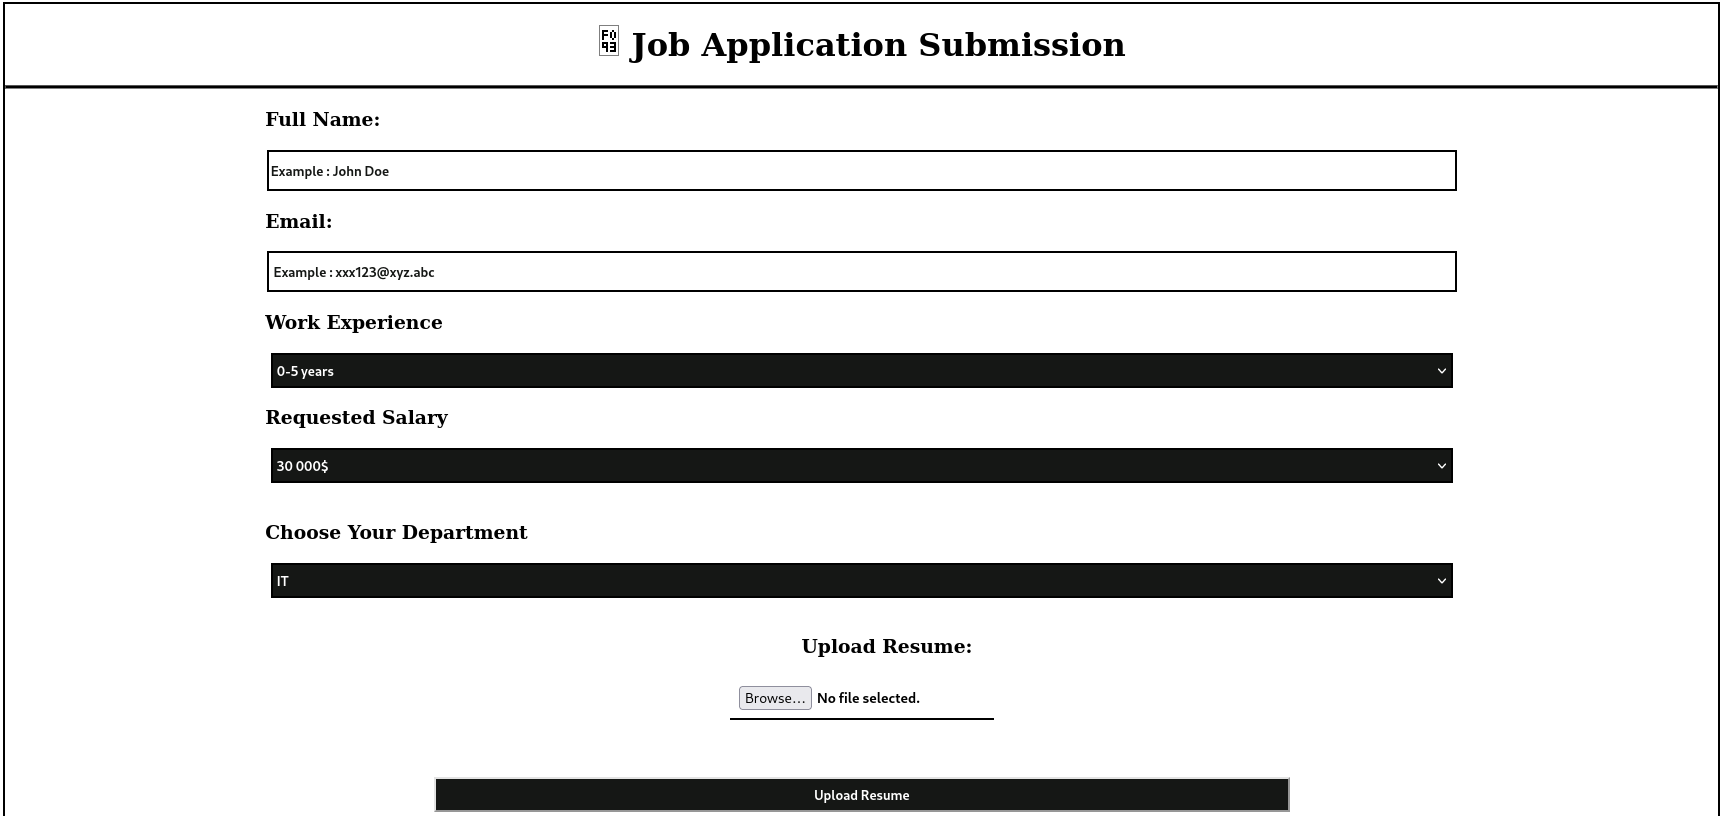 Job Application Submission
Full Name:
Example : John Doe
Email:
Example : xxx123@xyz.abc
Work Experience
0-5 years
Requested Salary
30 000$
Choose Your Department
IT
Upload Resume:
Browse... No file selected.
Upload Resume